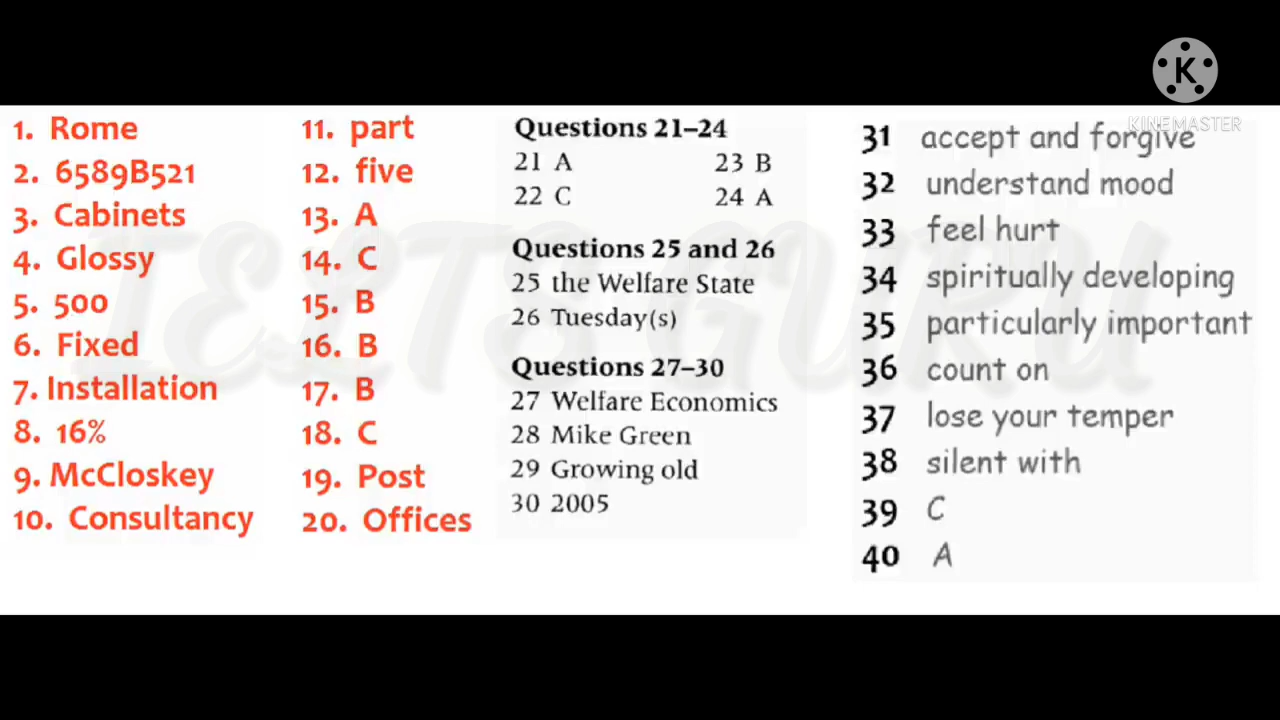 K
KINEMASTER
1. Rome
2. 6589B521
3. Cabinets
4. Glossy
5. 500
6. Fixed
7. Installation
8. 16%
9. McCloskey
10. Consultancy
11. part
12. five
13. A
14. C
15. B
16. B
17. B
18. C
19. Post
20. Offices
Questions 21–24
21 A 23 B
22 C 24 A
Questions 25 and 26
25 the Welfare State
26 Tuesday(s)
Questions 27–30
27 Welfare Economics
28 Mike Green
29 Growing old
30 2005
31 accept and forgive
32 understand mood
33 feel hurt
34 spiritually developing
35 particularly important
36 count on
37 lose your temper
38 silent with
39 C
40 A
IELTS GURU